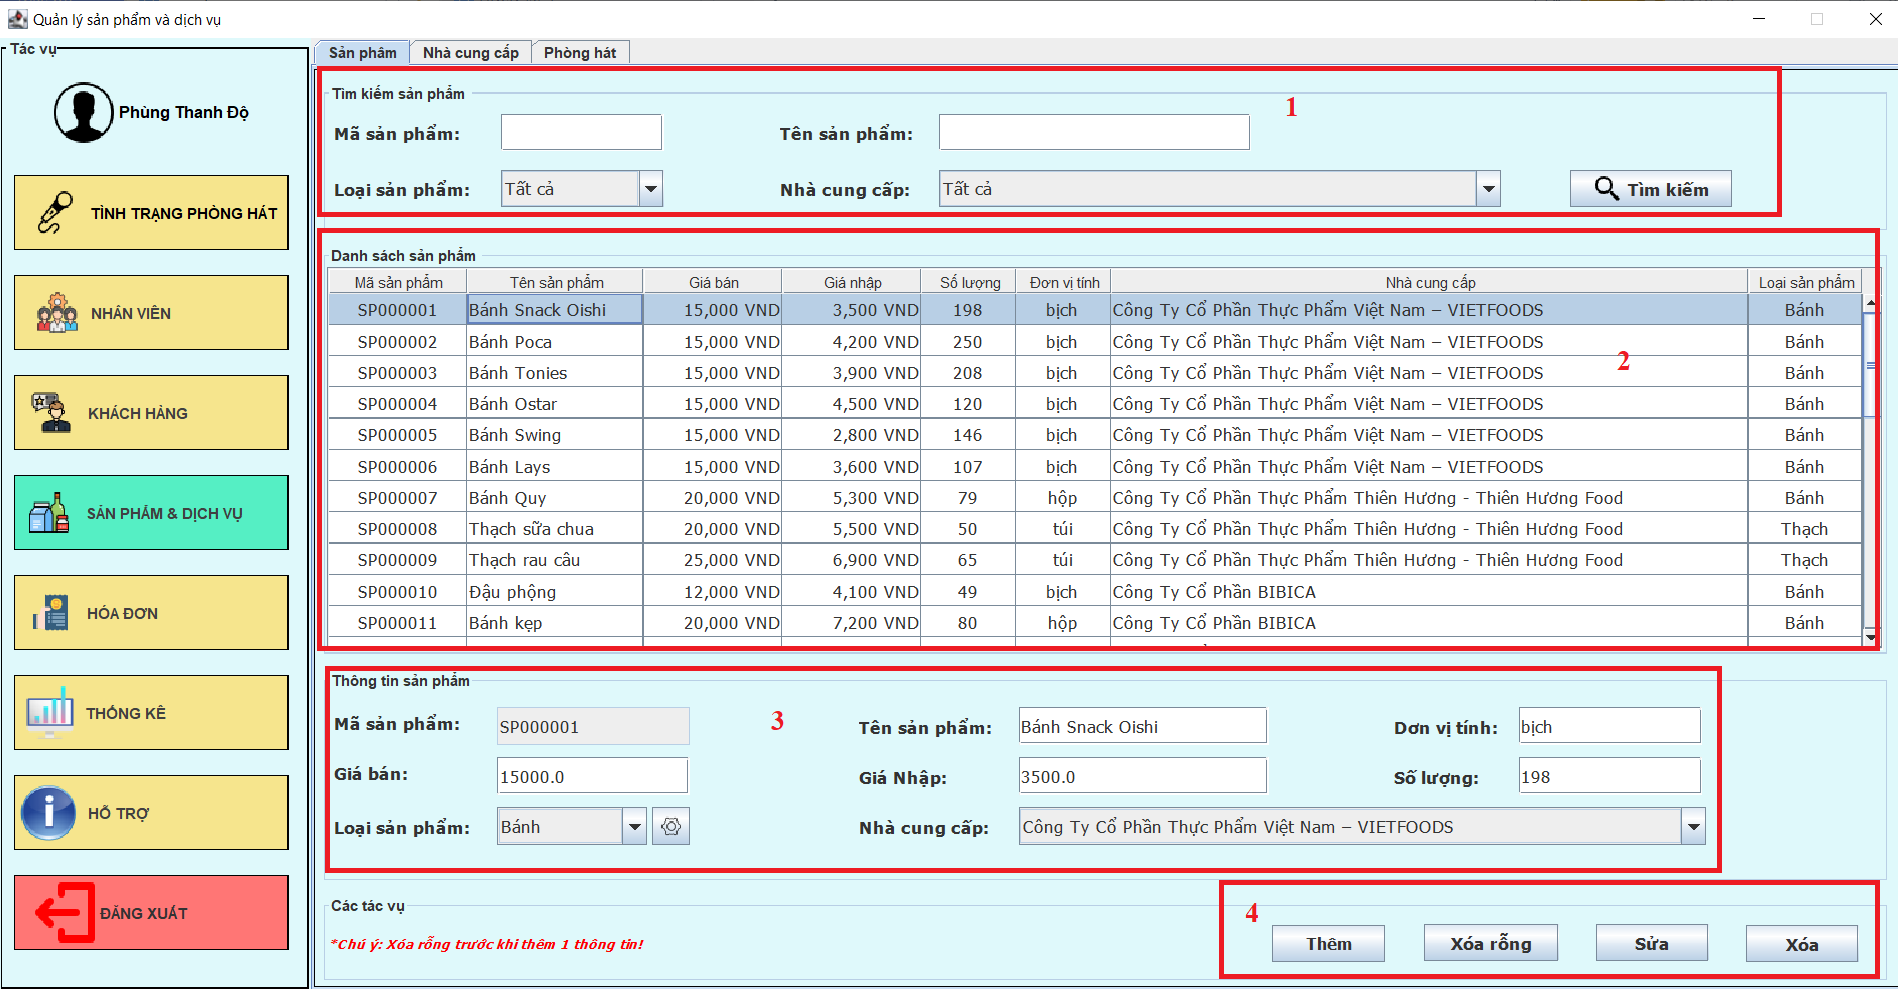 Quản lý sản phẩm và dịch vụ
Tác vụ
Phùng Thanh Độ
TÌNH TRẠNG PHÒNG HÁT
NHÂN VIÊN
KHÁCH HÀNG
SẢN PHẨM & DỊCH VỤ
HÓA ĐƠN
THỐNG KÊ
HỖ TRỢ
ĐĂNG XUẤT
Sản phẩm Nhà cung cấp Phòng hát
Tìm kiếm sản phẩm
1
Mã sản phẩm: Tên sản phẩm:
Loại sản phẩm: Tất cả Nhà cung cấp: Tất cả Tìm kiếm
Danh sách sản phẩm
Mã sản phẩm Tên sản phẩm Giá bán Giá nhập Số lượng Đơn vị tính Nhà cung cấp Loại sản phẩm
SP000001 Bánh Snack Oishi 15,000 VND 3,500 VND 198 bịch Công Ty Cổ Phần Thực Phẩm Việt Nam – VIETFOODS Bánh
SP000002 Bánh Poca 15,000 VND 4,200 VND 250 bịch Công Ty Cổ Phần Thực Phẩm Việt Nam – VIETFOODS Bánh
2
SP000003 Bánh Tonies 15,000 VND 3,900 VND 208 bịch Công Ty Cổ Phần Thực Phẩm Việt Nam – VIETFOODS Bánh
SP000004 Bánh Ostar 15,000 VND 4,500 VND 120 bịch Công Ty Cổ Phần Thực Phẩm Việt Nam – VIETFOODS Bánh
SP000005 Bánh Swing 15,000 VND 2,800 VND 146 bịch Công Ty Cổ Phần Thực Phẩm Việt Nam – VIETFOODS Bánh
SP000006 Bánh Lays 15,000 VND 3,600 VND 107 bịch Công Ty Cổ Phần Thực Phẩm Việt Nam – VIETFOODS Bánh
SP000007 Bánh Quy 20,000 VND 5,300 VND 79 hộp Công Ty Cổ Phần Thực Phẩm Thiên Hương - Thiên Hương Food Bánh
SP000008 Thạch sữa chua 20,000 VND 5,500 VND 50 túi Công Ty Cổ Phần Thực Phẩm Thiên Hương - Thiên Hương Food Thạch
SP000009 Thạch rau câu 25,000 VND 6,900 VND 65 túi Công Ty Cổ Phần Thực Phẩm Thiên Hương - Thiên Hương Food Thạch
SP000010 Đậu phộng 12,000 VND 4,100 VND 49 bịch Công Ty Cổ Phần BIBICA Bánh
SP000011 Bánh kẹp 20,000 VND 7,200 VND 80 hộp Công Ty Cổ Phần BIBICA Bánh
Thông tin sản phẩm
3
Mã sản phẩm: SP000001 Tên sản phẩm: Bánh Snack Oishi Đơn vị tính: bịch
Giá bán: 15000.0 Giá Nhập: 3500.0 Số lượng: 198
Loại sản phẩm: Bánh Nhà cung cấp: Công Ty Cổ Phần Thực Phẩm Việt Nam – VIETFOODS
Các tác vụ
4
*Chú ý: Xóa rỗng trước khi thêm 1 thông tin!
Thêm Xóa rỗng Sửa Xóa